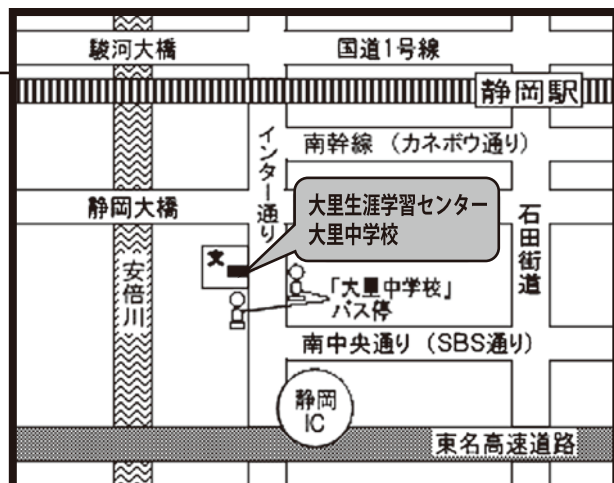 駿河大橋
国道1号線
静岡駅
インター通り
南幹線（カネボウ通り）
静岡大橋
大里生涯学習センター
大里中学校
石田街道
文
安倍川
「大里中学校」
バス停
南中央通り（SBS通り）
静岡
IC
東名高速道路